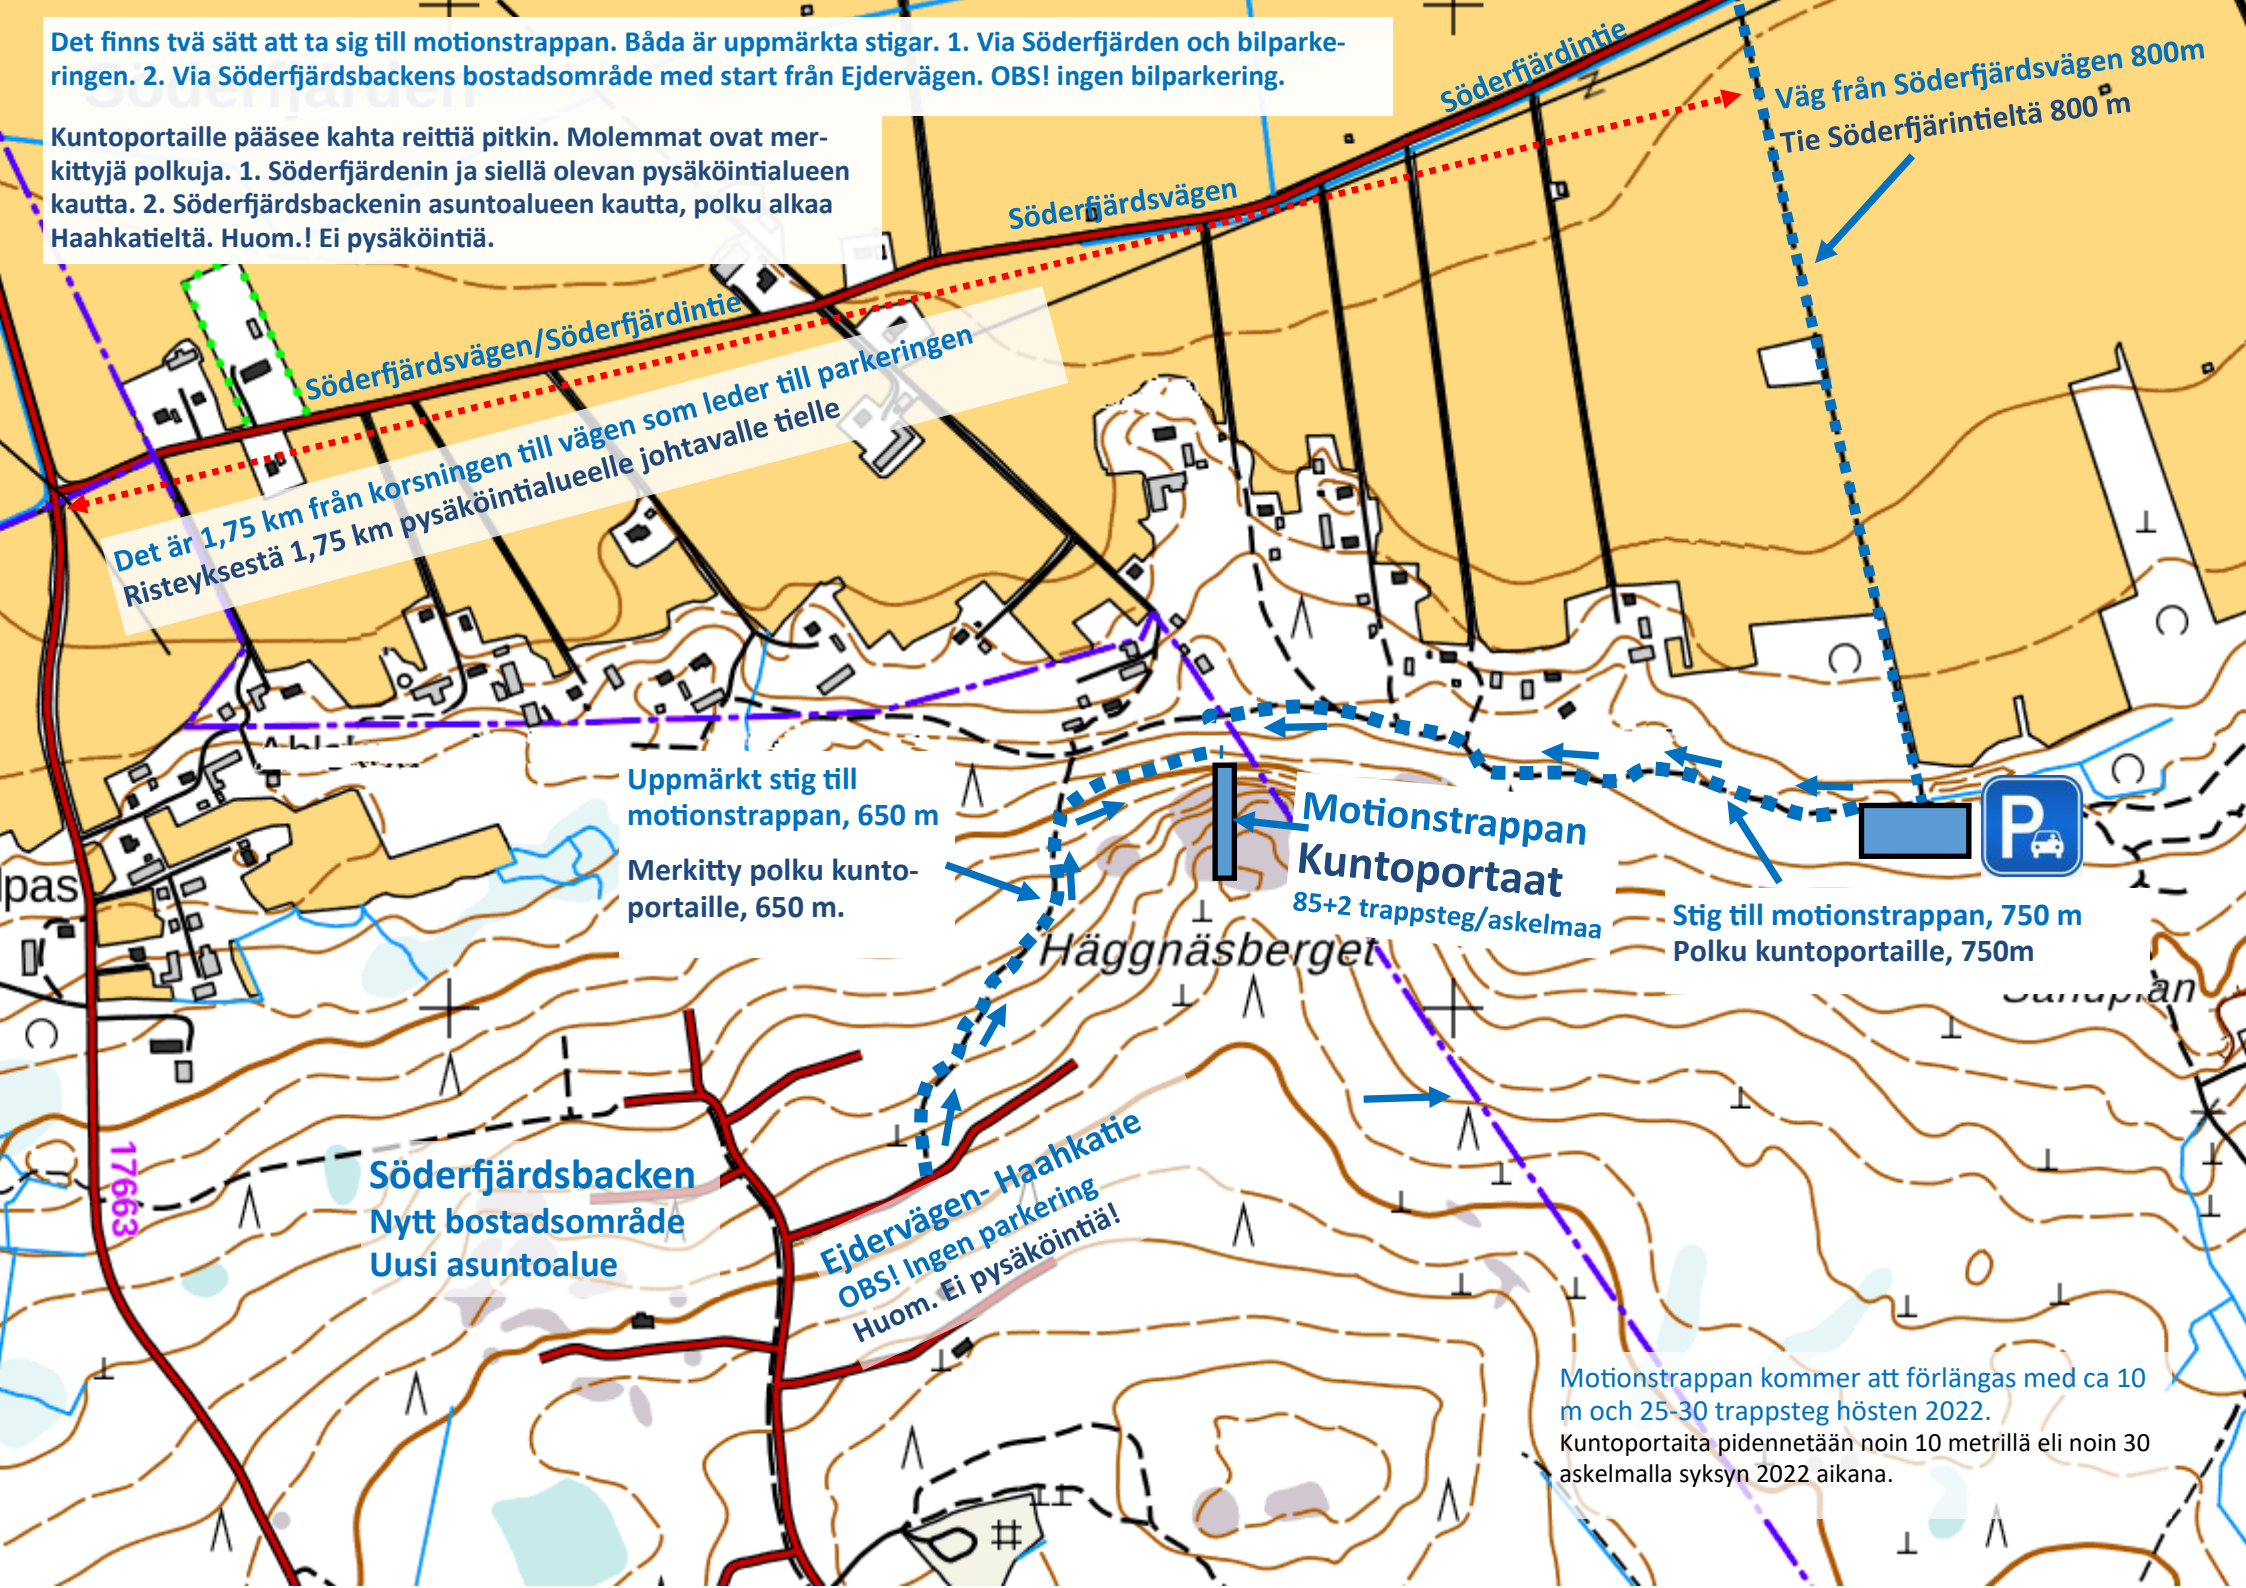 Det finns två sätt att ta sig till motionstrappan. Båda är uppmärkta stigar. 1. Via Söderfjärden och bilparke-
ringen. 2. Via Söderfjärdsbackens bostadsområde med start från Ejdervägen. OBS! ingen bilparkering.
Kuntoportaille pääsee kahta reittiä pitkin. Molemmat ovat mer-
kittyjä polkuja. 1. Söderfjärdenin ja siellä olevan pysäköintialueen
kautta. 2. Söderfjärdsbackenin asuntoalueen kautta, polku alkaa
Haahkatieltä. Huom.! Ei pysäköintiä.
Söderfjärden
Söderfjärdintie
Väg från Söderfjärdsvägen 800m
Tie Söderfjärintieltä 800 m
Söderfjärdsvägen
Söderfjärdsvägen/Söderfjärdintie
Det är 1,75 km från korsningen till vägen som leder till parkeringen
Risteyksestä 1,75 km pysäköintialueelle johtavalle tielle
Uppmärkt stig till
motionstrappan, 650 m
Merkitty polku kunto-
portaille, 650 m.
Motionstrappan
Kuntoportaat
85+2 trappsteg/askelmaa
P
Stig till motionstrappan, 750 m
Polku kuntoportaille, 750m
lpas
Häggnäsberget
Sandplan
17663
Söderfjärdsbacken
Nytt bostadsområde
Uusi asuntoalue
Ejdervägen- Haahkatie
OBS! Ingen parkering
Huom. Ei pysäköintiä!
Motionstrappan kommer att förlängas med ca 10
m och 25-30 trappsteg hösten 2022.
Kuntoportaita pidennetään noin 10 metrillä eli noin 30
askelmalla syksyn 2022 aikana.